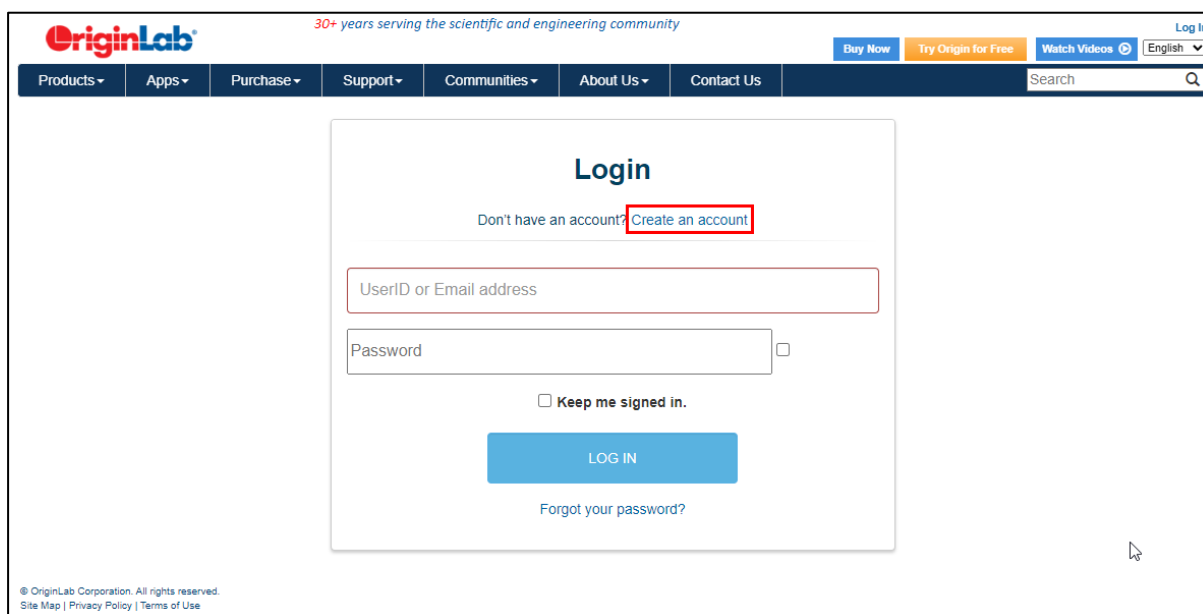 OriginLab®
30+ years serving the scientific and engineering community
Log In
Buy Now Try Origin for Free Watch Videos English
Products Apps Purchase Support Communities About Us Contact Us Search
Login
Don't have an account? Create an account
UserID or Email address
Password
Keep me signed in.
LOG IN
Forgot your password?
© OriginLab Corporation. All rights reserved.
Site Map | Privacy Policy | Terms of Use